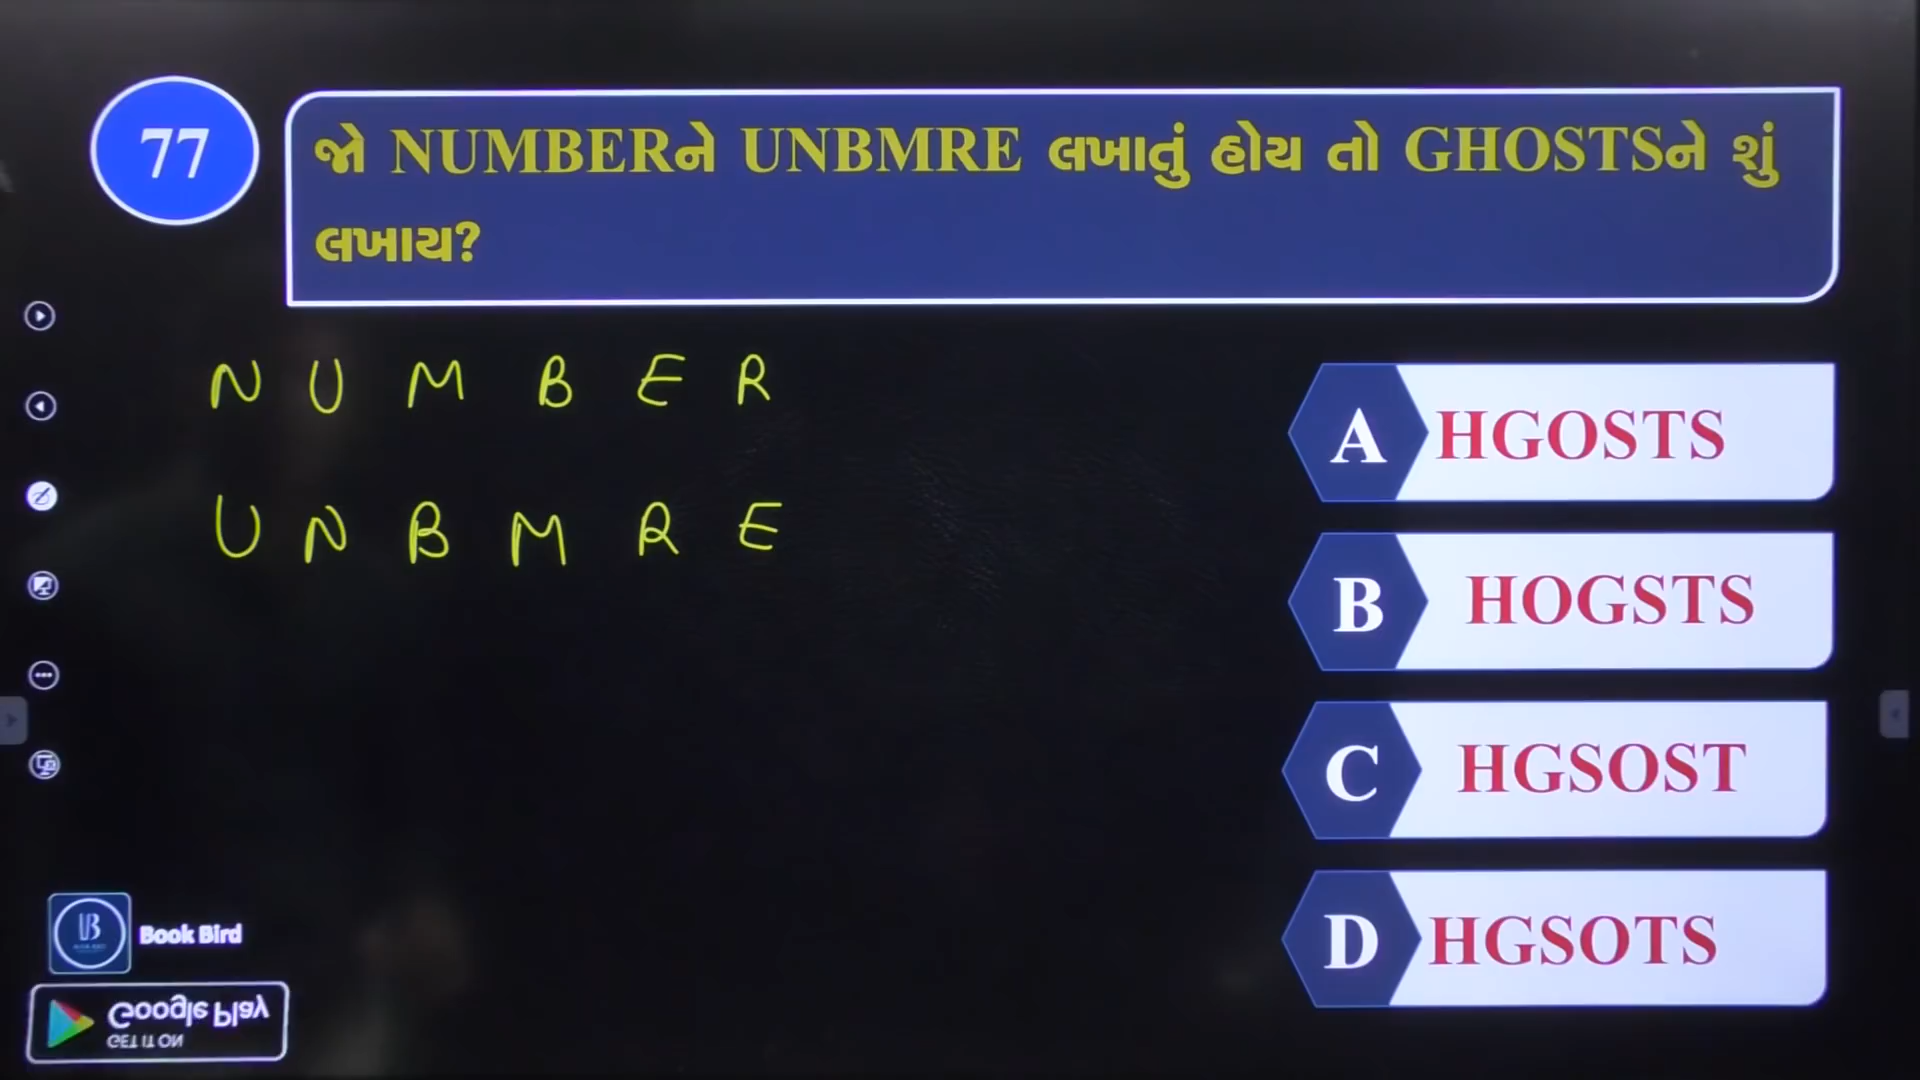 77
જો NUMBERને UNBMRE લખાતું હોય તો GHOSTSને શું
લખાય?
N U M B E R
U N B M R E
A HGOSTS
B HOGSTS
C HGSOST
D HGSOTS
B
Book Bird
Google Play
GET IT ON